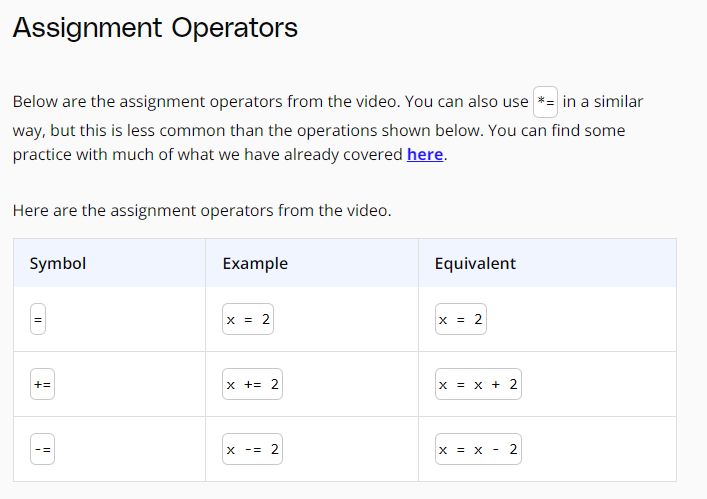 Assignment Operators
Below are the assignment operators from the video. You can also use *= in a similar
way, but this is less common than the operations shown below. You can find some
practice with much of what we have already covered here.
Here are the assignment operators from the video.
Symbol Example Equivalent
= x = 2 x = 2
+= x += 2 x = x + 2
-= x -= 2 x = x - 2